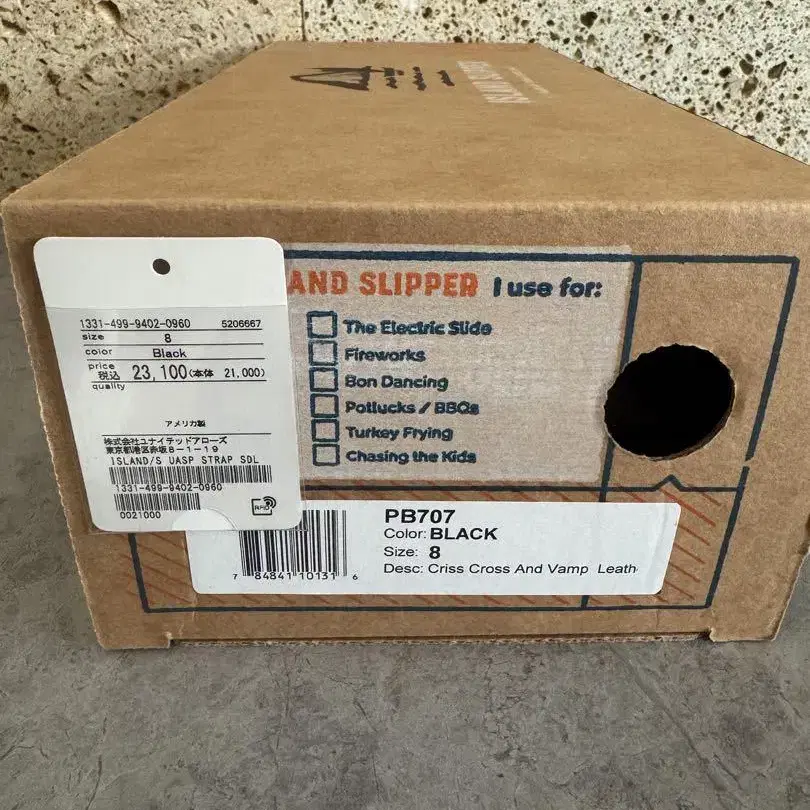 1331-499-9402-0960 5206667
size 8
color Black
price 税込 23,100(本体 21,000)
quality
アメリカ製
株式会社ユナイテッドアローズ
東京都港区赤坂8-1-19
ISLAND/S UASP STRAP SDL
1331-499-9402-0960
0021000
RFID
AND SLIPPER I use for:
The Electric Slide
Fireworks
Bon Dancing
Potlucks / BBQs
Turkey Frying
Chasing the Kids
PB707
Color: BLACK
Size: 8
Desc: Criss Cross And Vamp Leath
7 84841 10131 6